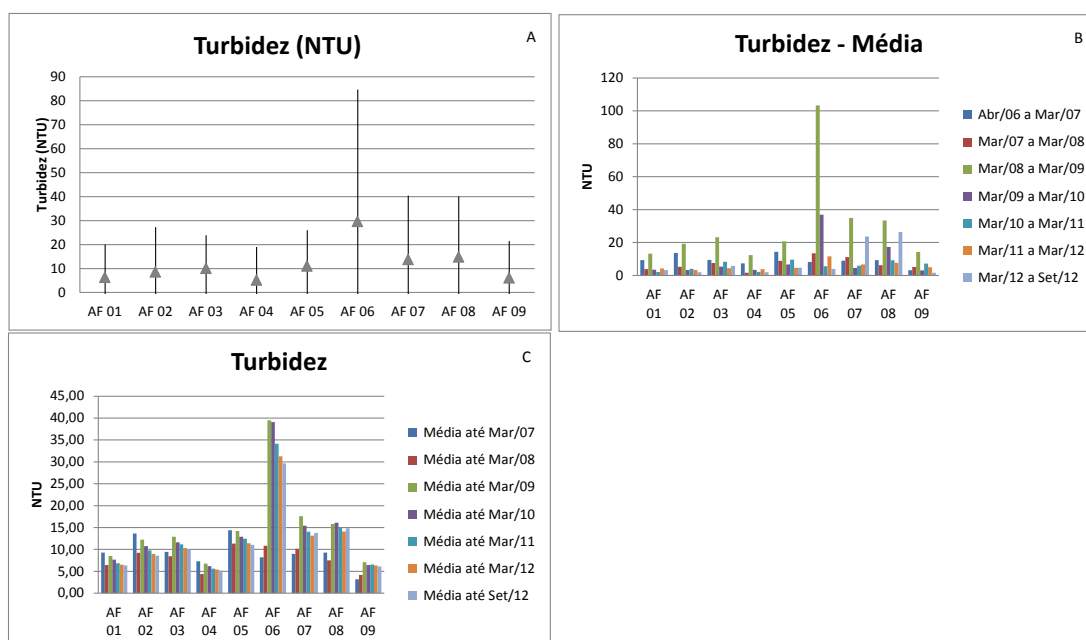 Turbidez (NTU)
A
Turbidez (NTU)
90
80
70
60
50
40
30
20
10
0
AF 01 AF 02 AF 03 AF 04 AF 05 AF 06 AF 07 AF 08 AF 09
Turbidez - Média
B
NTU
120
100
80
60
40
20
0
AF AF AF AF AF AF AF AF AF
01 02 03 04 05 06 07 08 09
Abr/06 a Mar/07
Mar/07 a Mar/08
Mar/08 a Mar/09
Mar/09 a Mar/10
Mar/10 a Mar/11
Mar/11 a Mar/12
Mar/12 a Set/12
Turbidez
C
NTU
45,00
40,00
35,00
30,00
25,00
20,00
15,00
10,00
5,00
0,00
AF AF AF AF AF AF AF AF AF
01 02 03 04 05 06 07 08 09
Média até Mar/07
Média até Mar/08
Média até Mar/09
Média até Mar/10
Média até Mar/11
Média até Mar/12
Média até Set/12